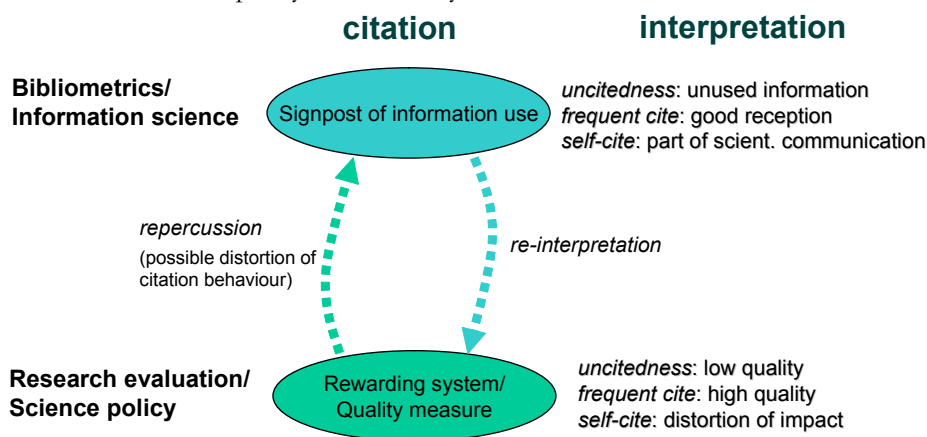 citation
interpretation
Bibliometrics/
Information science
Signpost of information use
uncitedness: unused information
frequent cite: good reception
self-cite: part of scient. communication
repercussion
(possible distortion of
citation behaviour)
re-interpretation
Research evaluation/
Science policy
Rewarding system/
Quality measure
uncitedness: low quality
frequent cite: high quality
self-cite: distortion of impact